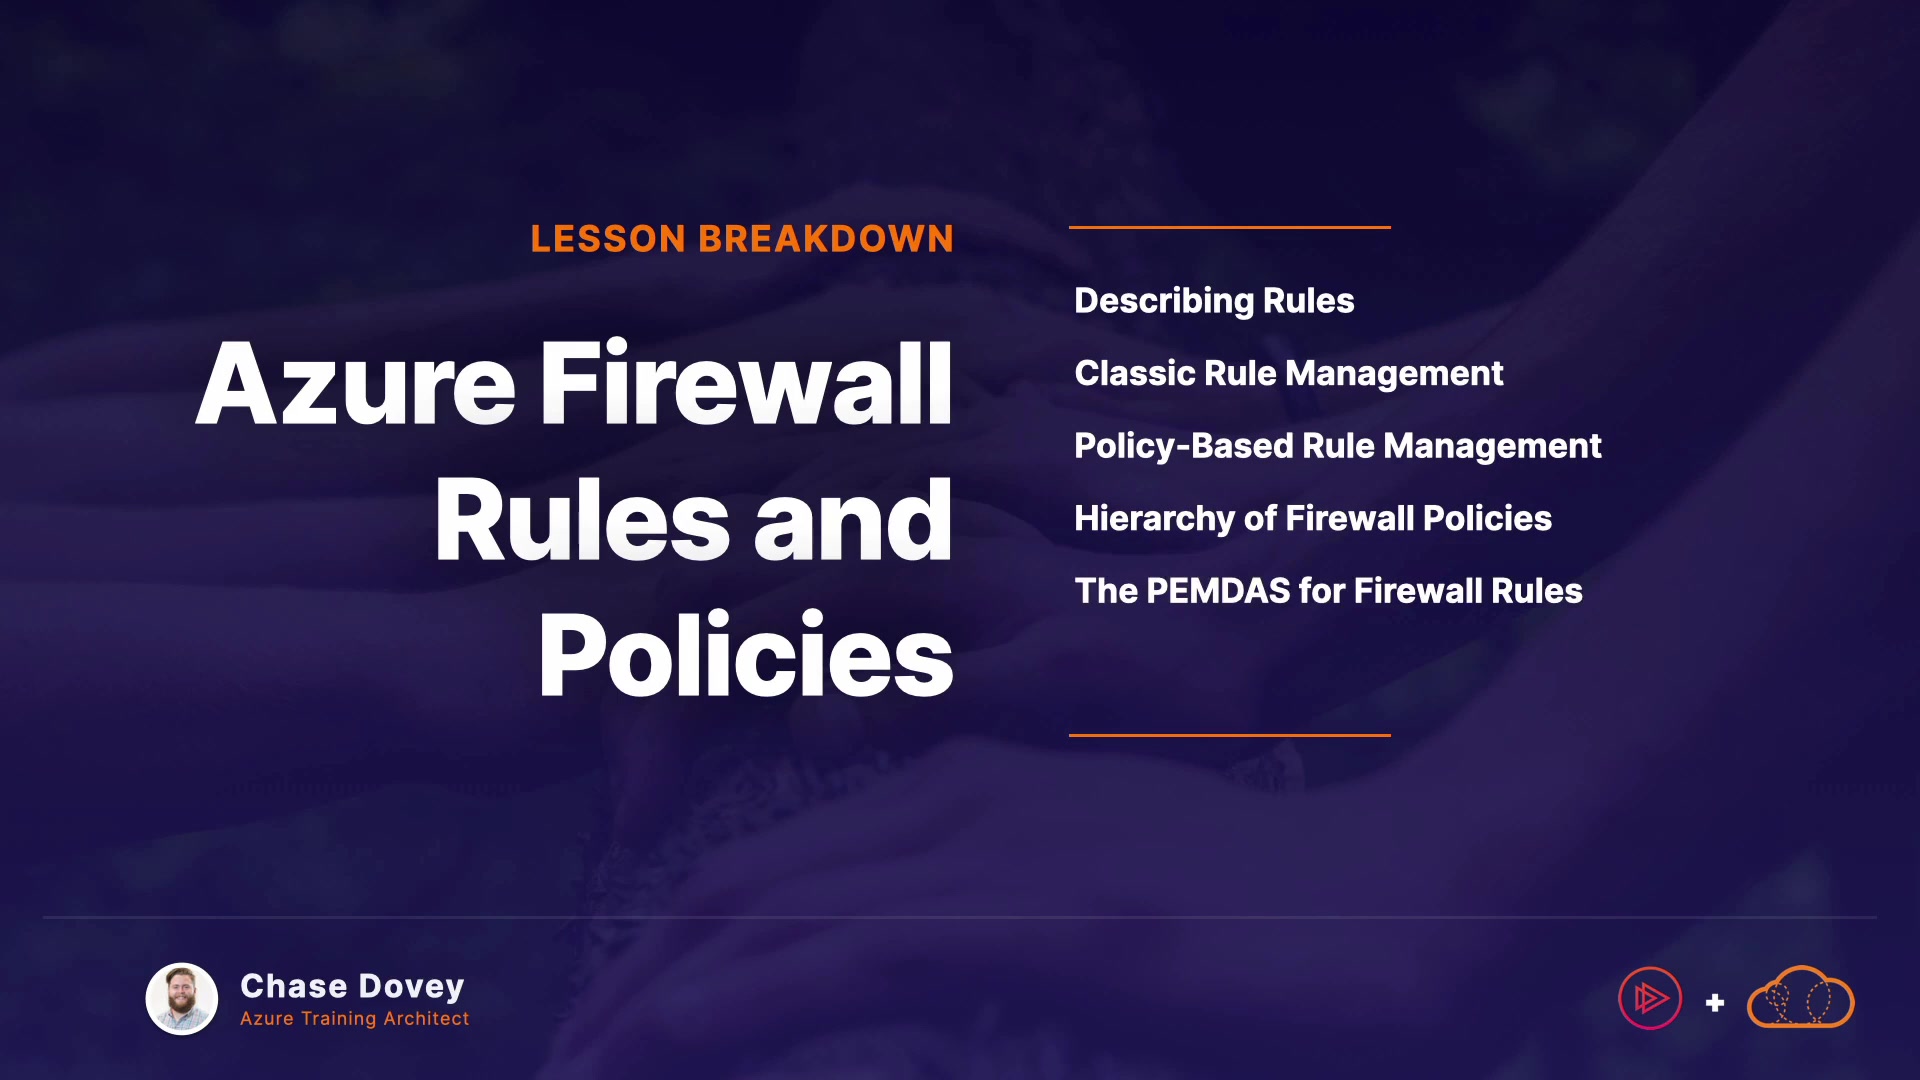 LESSON BREAKDOWN
Azure Firewall
Rules and
Policies
Describing Rules
Classic Rule Management
Policy-Based Rule Management
Hierarchy of Firewall Policies
The PEMDAS for Firewall Rules
Chase Dovey
Azure Training Architect
+